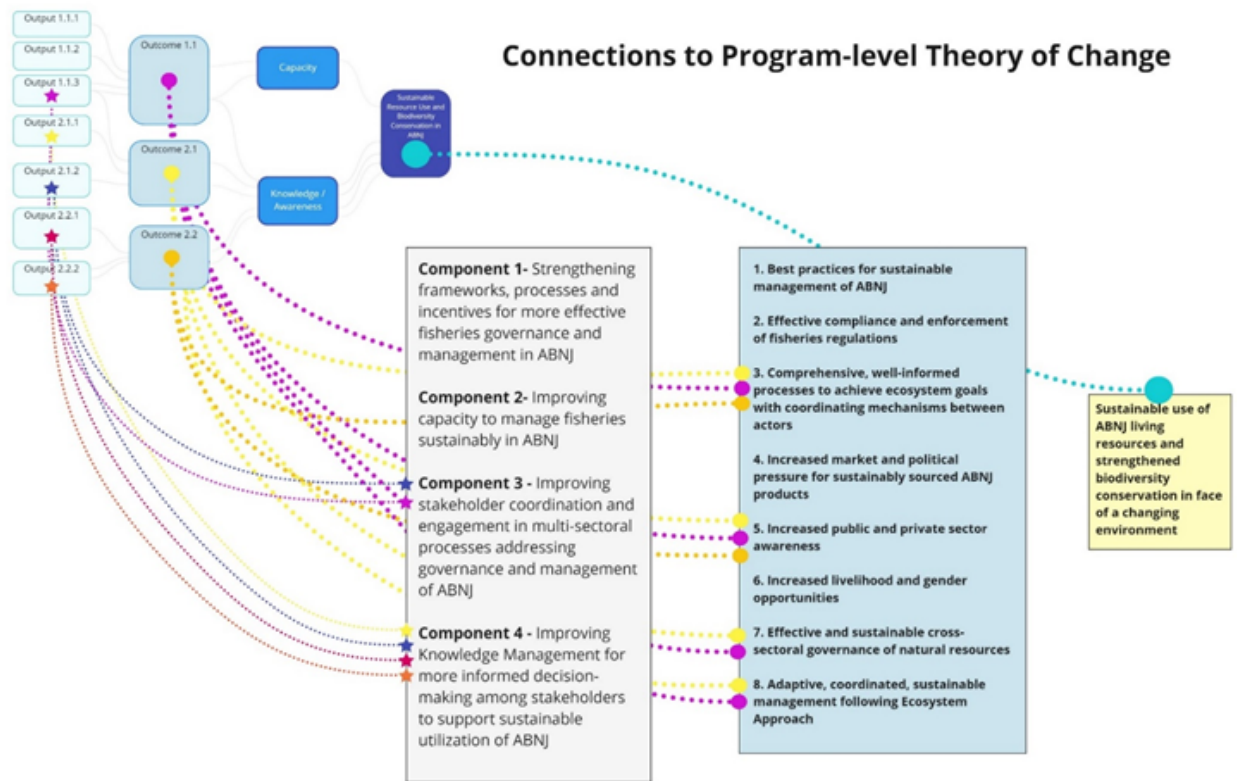 Connections to Program-level Theory of Change
Output 1.1.1
Output 1.1.2
Output 1.1.3
Output 2.1.1
Output 2.1.2
Output 2.2.1
Output 2.2.2
Outcome 1.1
Outcome 2.1
Outcome 2.2
Capacity
Knowledge /
Awareness
Sustainable
Resource Use and
Biodiversity
Conservation in
ABNJ
Component 1- Strengthening
frameworks, processes and
incentives for more effective
fisheries governance and
management in ABNJ
Component 2- Improving
capacity to manage fisheries
sustainably in ABNJ
Component 3 - Improving
stakeholder coordination and
engagement in multi-sectoral
processes addressing
governance and management
of ABNJ
Component 4 - Improving
Knowledge Management for
more informed decision-
making among stakeholders
to support sustainable
utilization of ABNJ
1. Best practices for sustainable
management of ABNJ
2. Effective compliance and enforcement
of fisheries regulations
3. Comprehensive, well-informed
processes to achieve ecosystem goals
with coordinating mechanisms between
actors
4. Increased market and political
pressure for sustainably sourced ABNJ
products
5. Increased public and private sector
awareness
6. Increased livelihood and gender
opportunities
7. Effective and sustainable cross-
sectoral governance of natural resources
8. Adaptive, coordinated, sustainable
management following Ecosystem
Approach
Sustainable use of
ABNJ living
resources and
strengthened
biodiversity
conservation in face
of a changing
environment